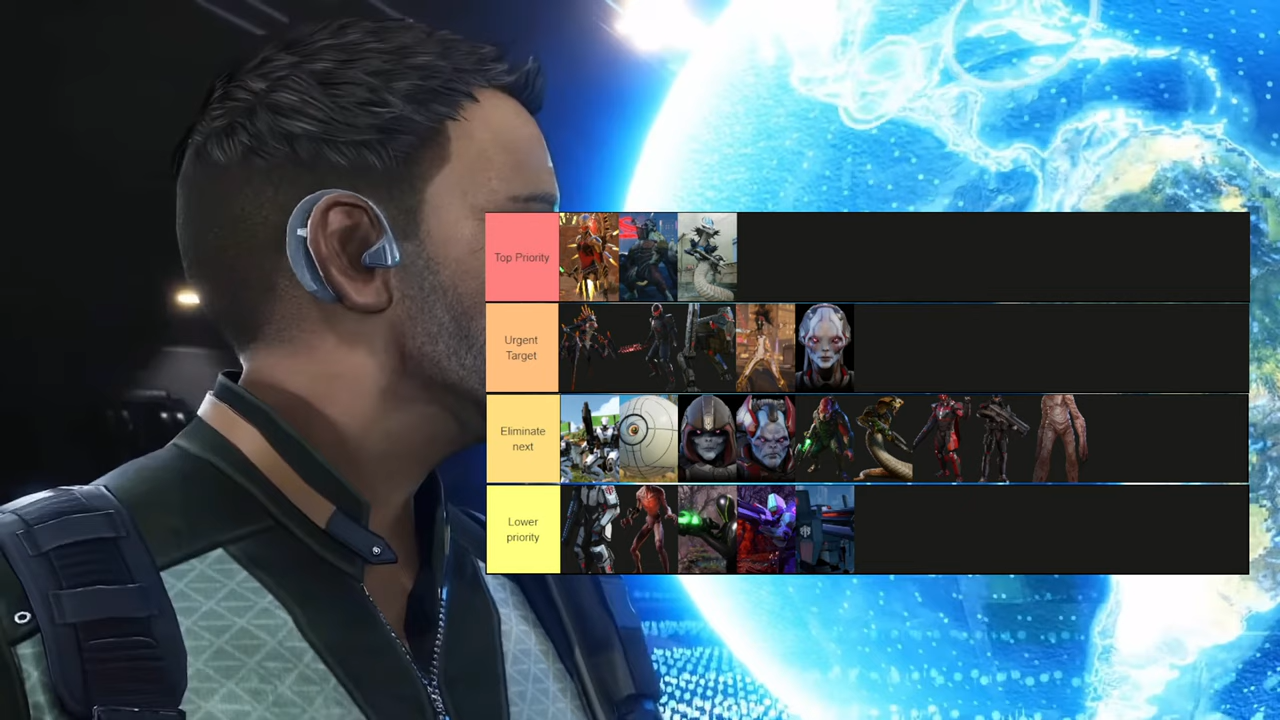 Top Priority
Urgent
Target
Eliminate
next
Lower
priority